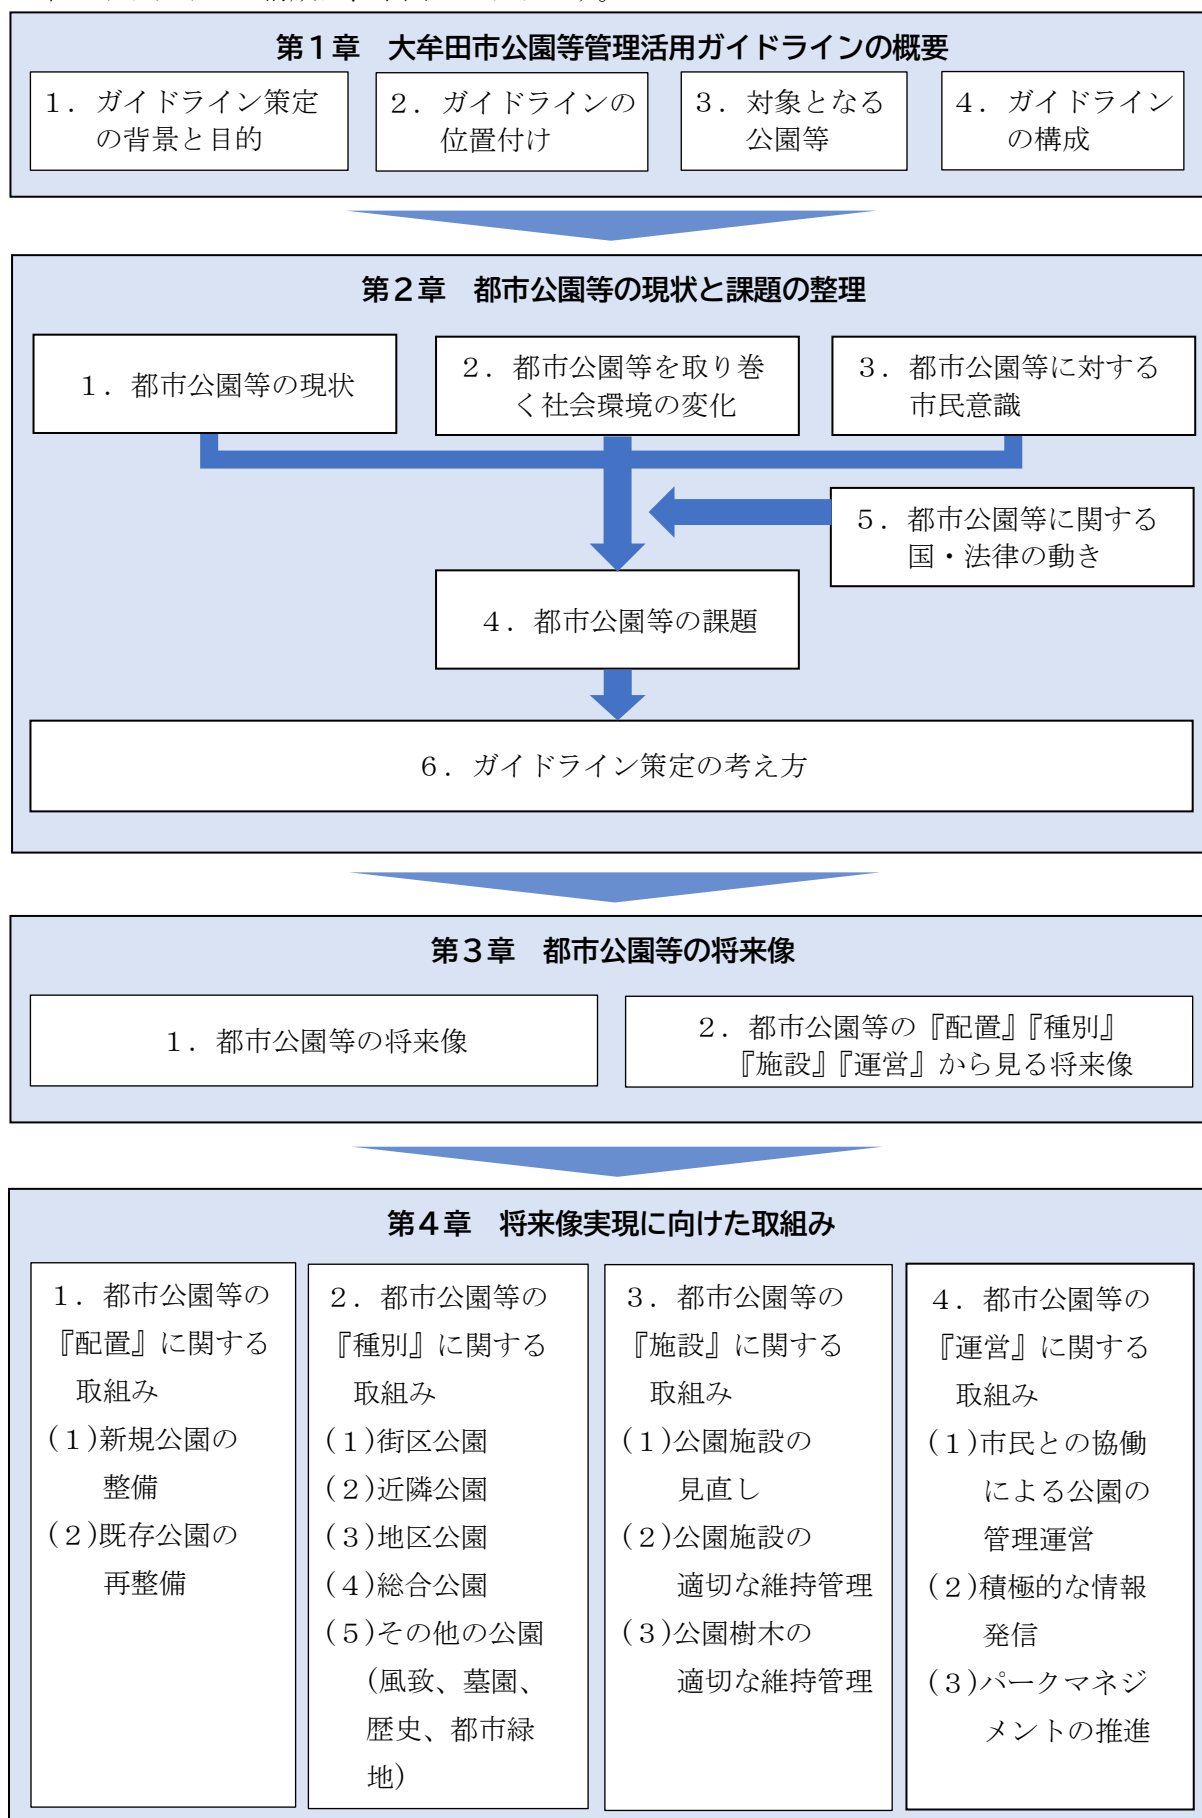 第１章　大牟田市公園等管理活用ガイドラインの概要
１．ガイドライン策定
の背景と目的
２．ガイドラインの
位置付け
３．対象となる
公園等
４．ガイドライン
の構成
第２章　都市公園等の現状と課題の整理
１．都市公園等の現状
２．都市公園等を取り巻
く社会環境の変化
３．都市公園等に対する
市民意識
５．都市公園等に関する
国・法律の動き
４．都市公園等の課題
６．ガイドライン策定の考え方
第３章　都市公園等の将来像
１．都市公園等の将来像
２．都市公園等の『配置』『種別』
『施設』『運営』から見る将来像
第４章　将来像実現に向けた取組み
１．都市公園等の
『配置』に関する
取組み
（１）新規公園の
整備
（２）既存公園の
再整備
２．都市公園等の
『種別』に関する
取組み
（１）街区公園
（２）近隣公園
（３）地区公園
（４）総合公園
（５）その他の公園
(風致、墓園、
歴史、都市緑
地)
３．都市公園等の
『施設』に関する
取組み
（１）公園施設の
見直し
（２）公園施設の
適切な維持管理
（３）公園樹木の
適切な維持管理
４．都市公園等の
『運営』に関する
取組み
（１）市民との協働
による公園の
管理運営
（２）積極的な情報
発信
（３）パークマネジ
メントの推進